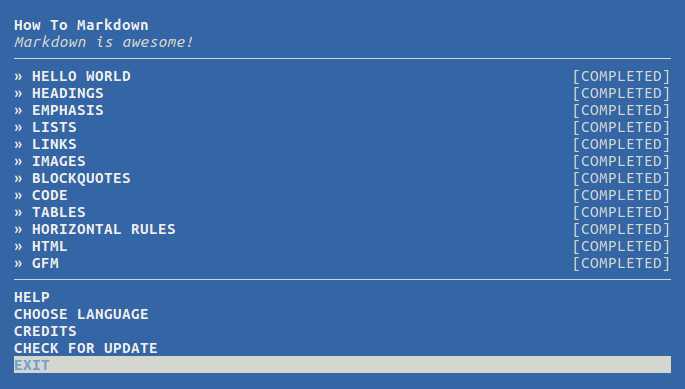 How To Markdown
Markdown is awesome!
» HELLO WORLD [COMPLETED]
» HEADINGS [COMPLETED]
» EMPHASIS [COMPLETED]
» LISTS [COMPLETED]
» LINKS [COMPLETED]
» IMAGES [COMPLETED]
» BLOCKQUOTES [COMPLETED]
» CODE [COMPLETED]
» TABLES [COMPLETED]
» HORIZONTAL RULES [COMPLETED]
» HTML [COMPLETED]
» GFM [COMPLETED]
HELP
CHOOSE LANGUAGE
CREDITS
CHECK FOR UPDATE
EXIT